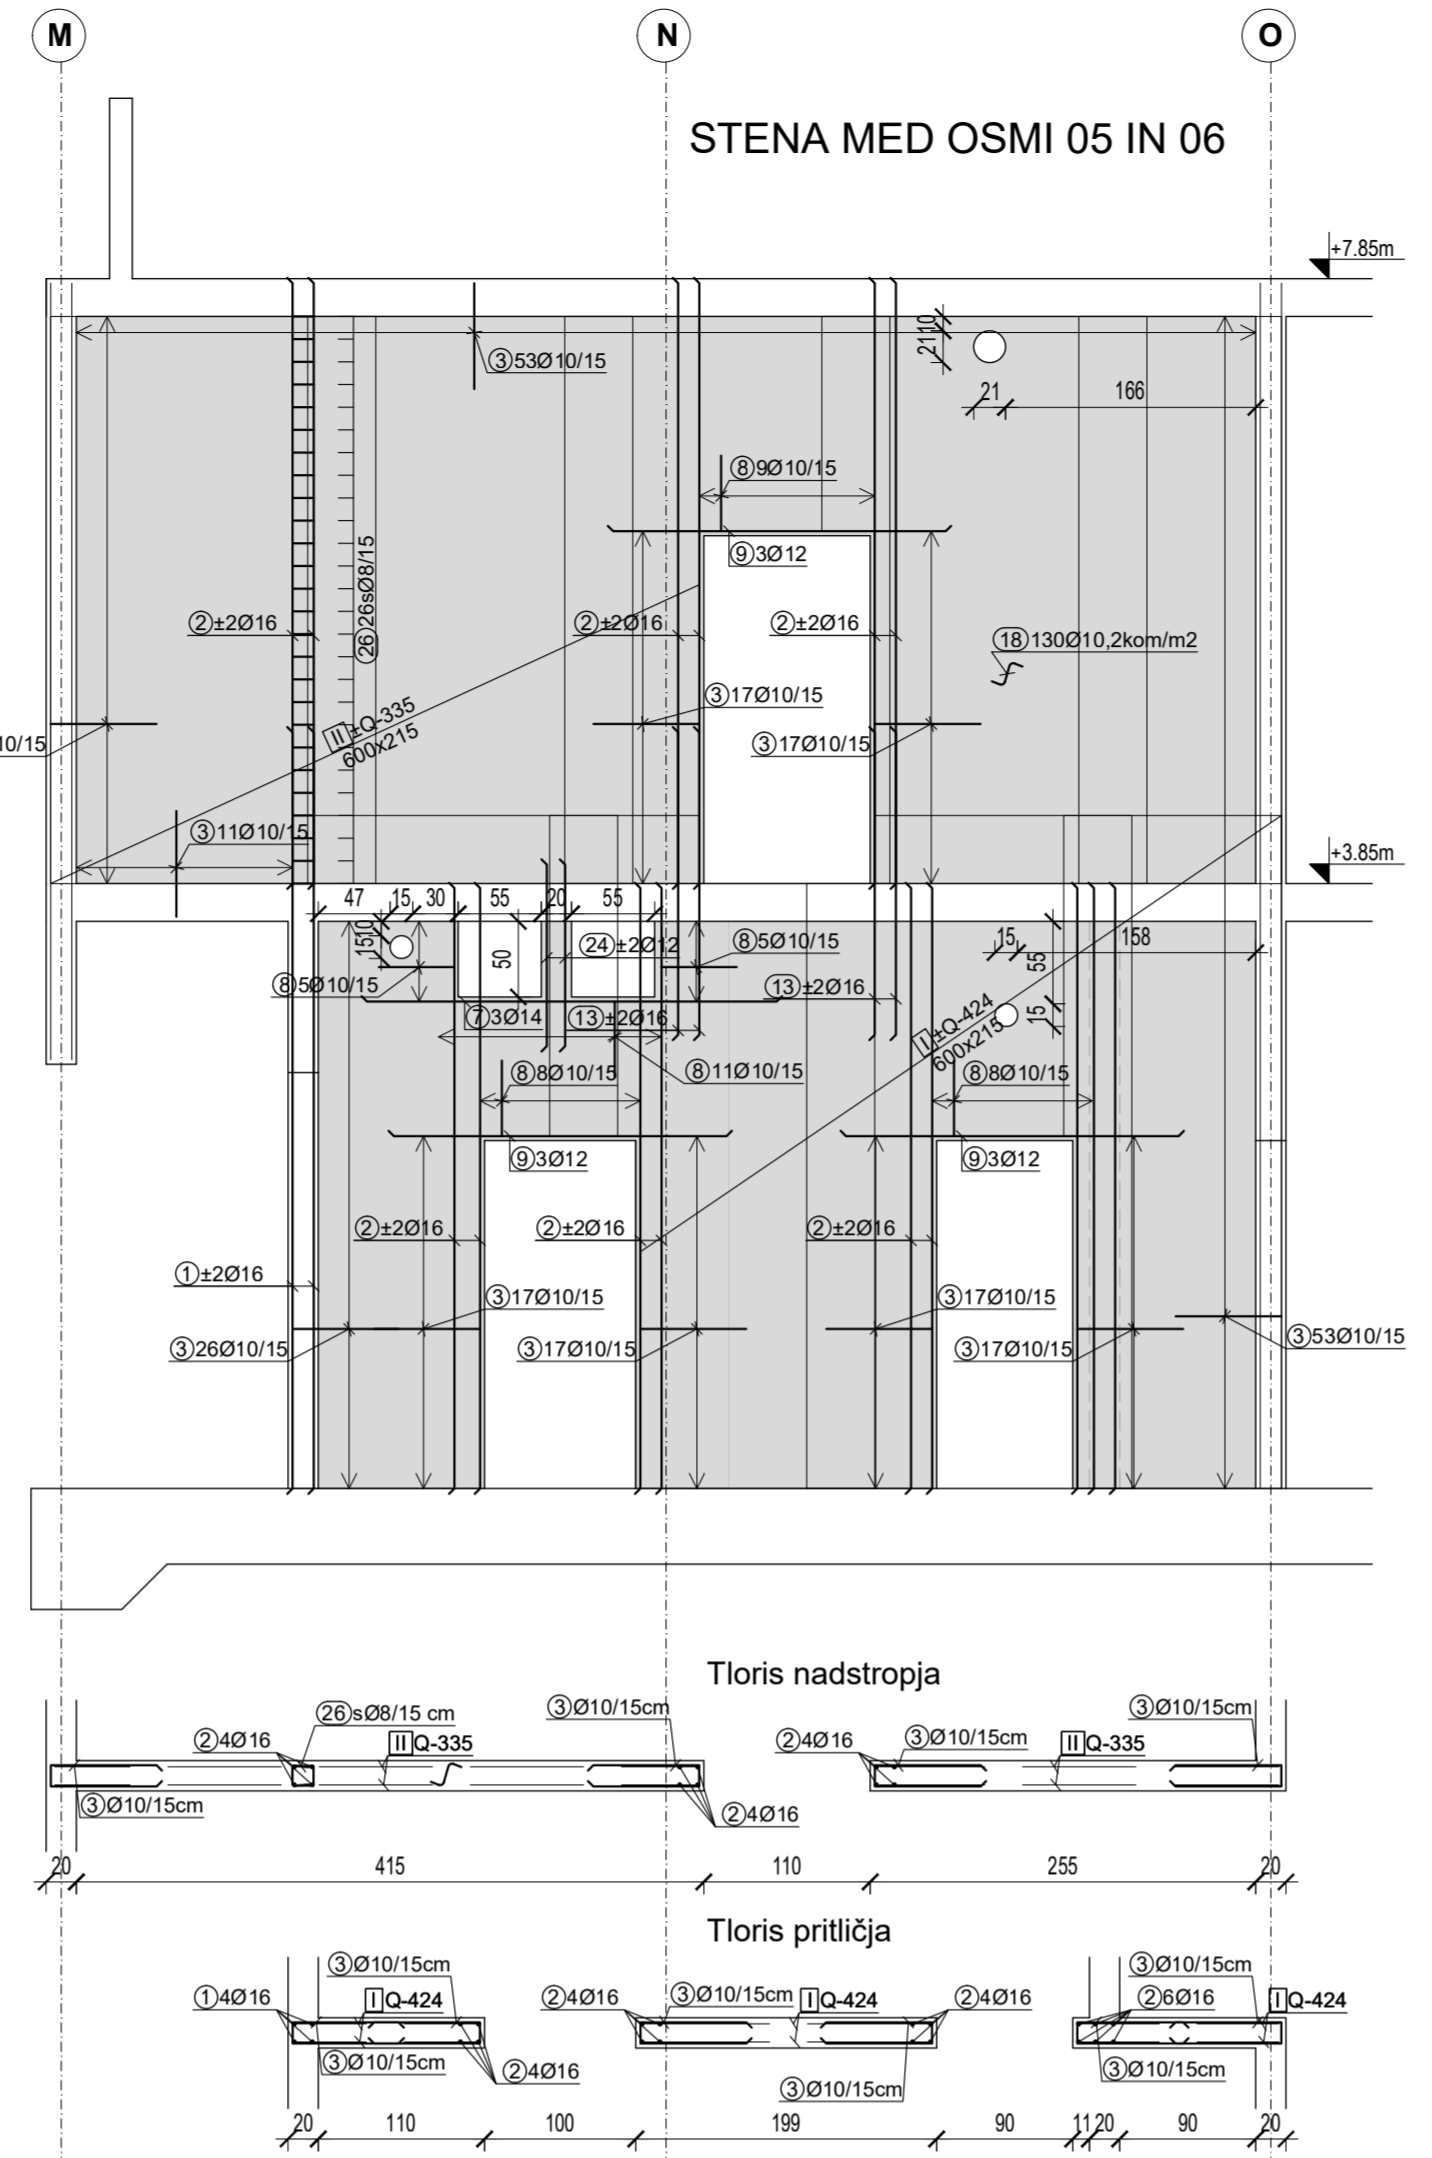 M
N
O
STENA MED OSMI 05 IN 06
+7.85m
③53Ø10/15
10
21
21
166
⑧9Ø10/15
⑨3Ø12
㉖26sØ8/15
②±2Ø16
②±2Ø16
②±2Ø16
⑱130Ø10,2kom/m2
③17Ø10/15
II±Q-335
600x215
10/15
③17Ø10/15
③11Ø10/15
+3.85m
47
15
30
55
20
55
10
15
50
㉔±2Ø12
⑧5Ø10/15
15
158
55
⑧5Ø10/15
⑬±2Ø16
⑦3Ø14
⑬±2Ø16
15
I±Q-424
600x215
⑧8Ø10/15
⑧11Ø10/15
⑧8Ø10/15
⑨3Ø12
⑨3Ø12
②±2Ø16
②±2Ø16
②±2Ø16
①±2Ø16
③17Ø10/15
③17Ø10/15
③26Ø10/15
③17Ø10/15
③17Ø10/15
③53Ø10/15
Tloris nadstropja
㉖sØ8/15 cm
③Ø10/15cm
③Ø10/15cm
②4Ø16
II Q-335
②4Ø16
③Ø10/15cm
II Q-335
③Ø10/15cm
②4Ø16
20
415
110
255
20
Tloris pritličja
③Ø10/15cm
③Ø10/15cm
①4Ø16
I Q-424
②4Ø16
③Ø10/15cm
I Q-424
②4Ø16
②6Ø16
I Q-424
③Ø10/15cm
②4Ø16
③Ø10/15cm
③Ø10/15cm
20
110
100
199
90
11
20
90
20